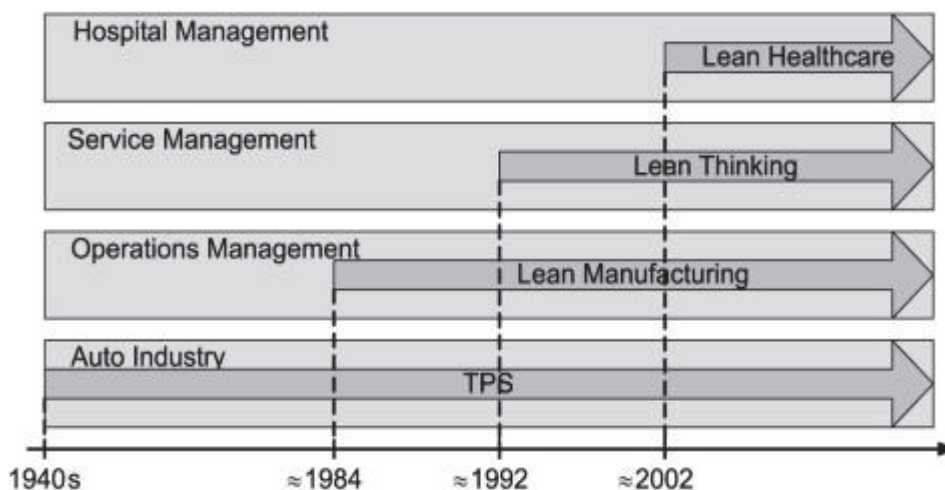 Hospital Management
Lean Healthcare
Service Management
Lean Thinking
Operations Management
Lean Manufacturing
Auto Industry
TPS
1940s ≈1984 ≈1992 ≈2002